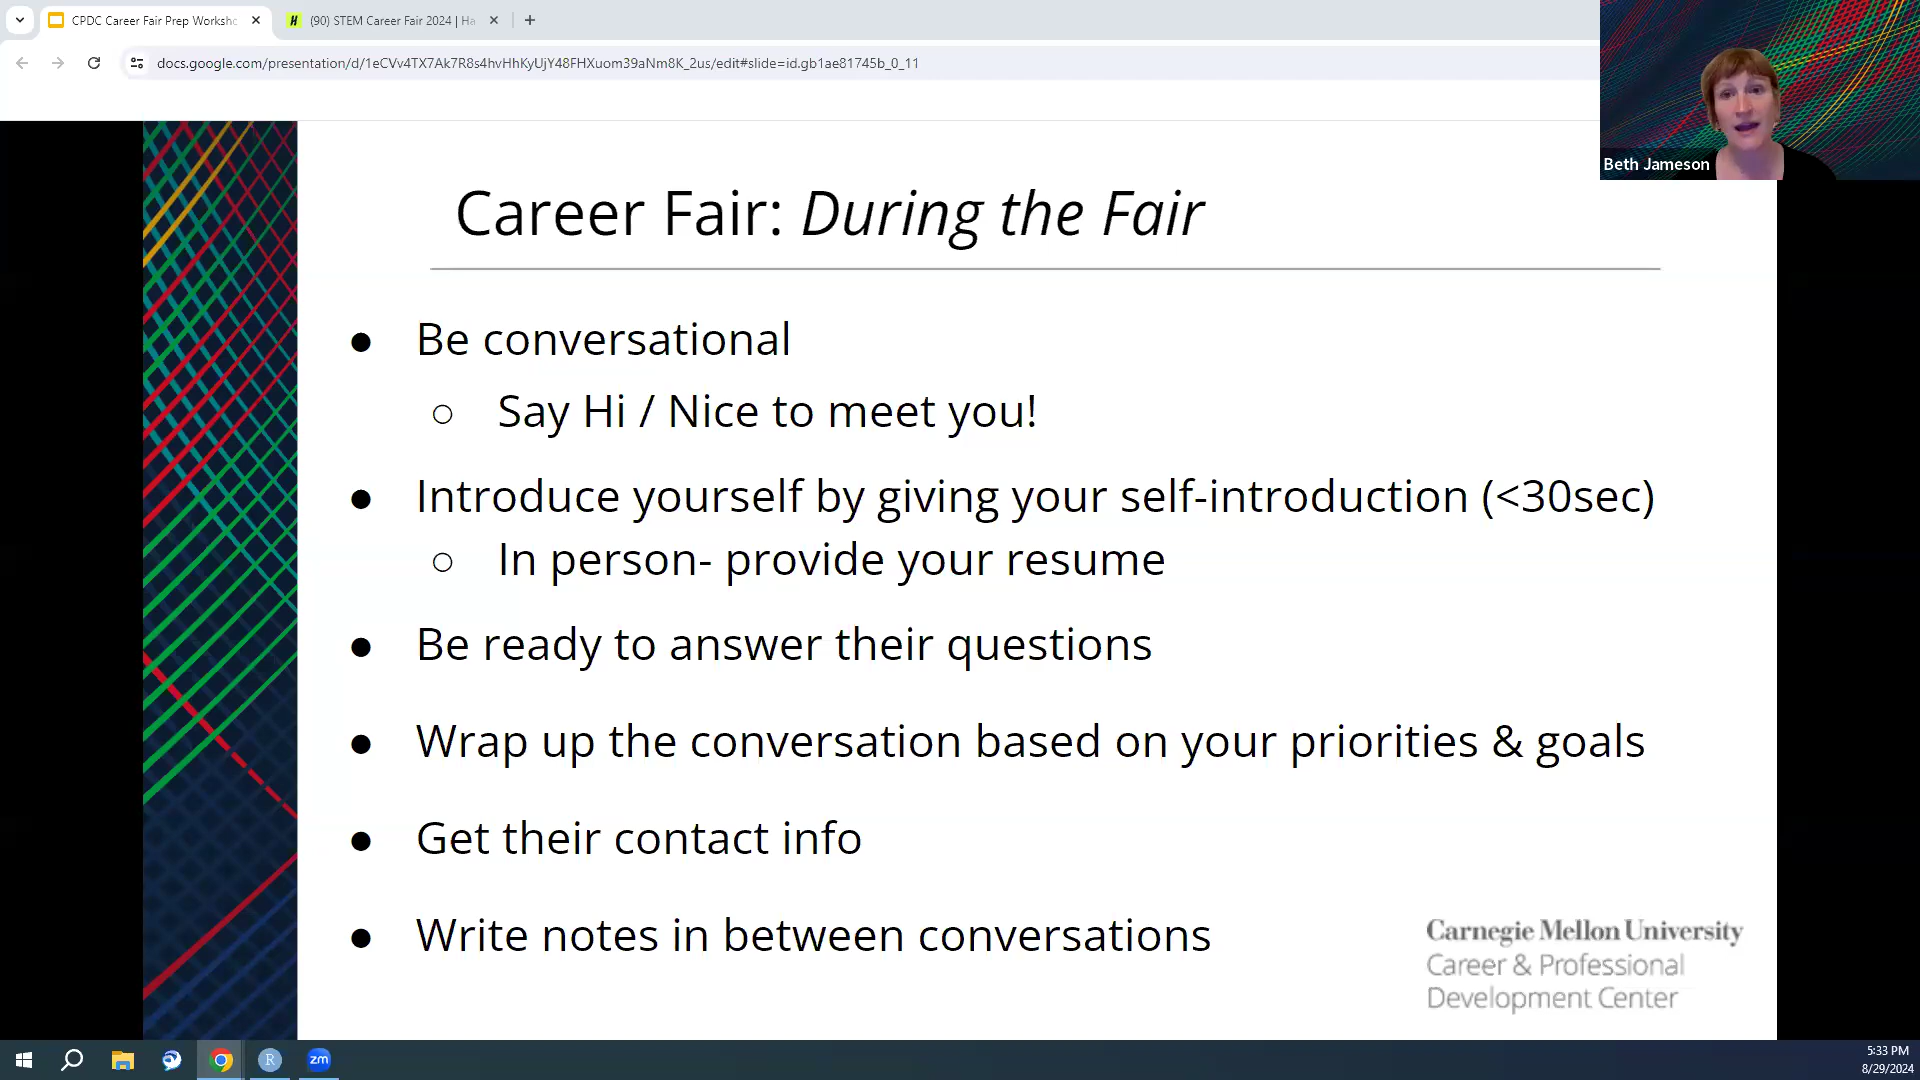 CPDC Career Fair Prep Worksho
(90) STEM Career Fair 2024 | Ha
docs.google.com/presentation/d/1eCVv4TX7Ak7R8s4hvHhKyUjY48FHXuom39aNm8K_2us/edit#slide=id.gb1ae81745b_0_11
Beth Jameson
Career Fair: During the Fair
● Be conversational
○ Say Hi / Nice to meet you!
● Introduce yourself by giving your self-introduction (<30sec)
○ In person- provide your resume
● Be ready to answer their questions
● Wrap up the conversation based on your priorities & goals
● Get their contact info
● Write notes in between conversations
Carnegie Mellon University
Career & Professional
Development Center
R
zm
5:33 PM
8/29/2024